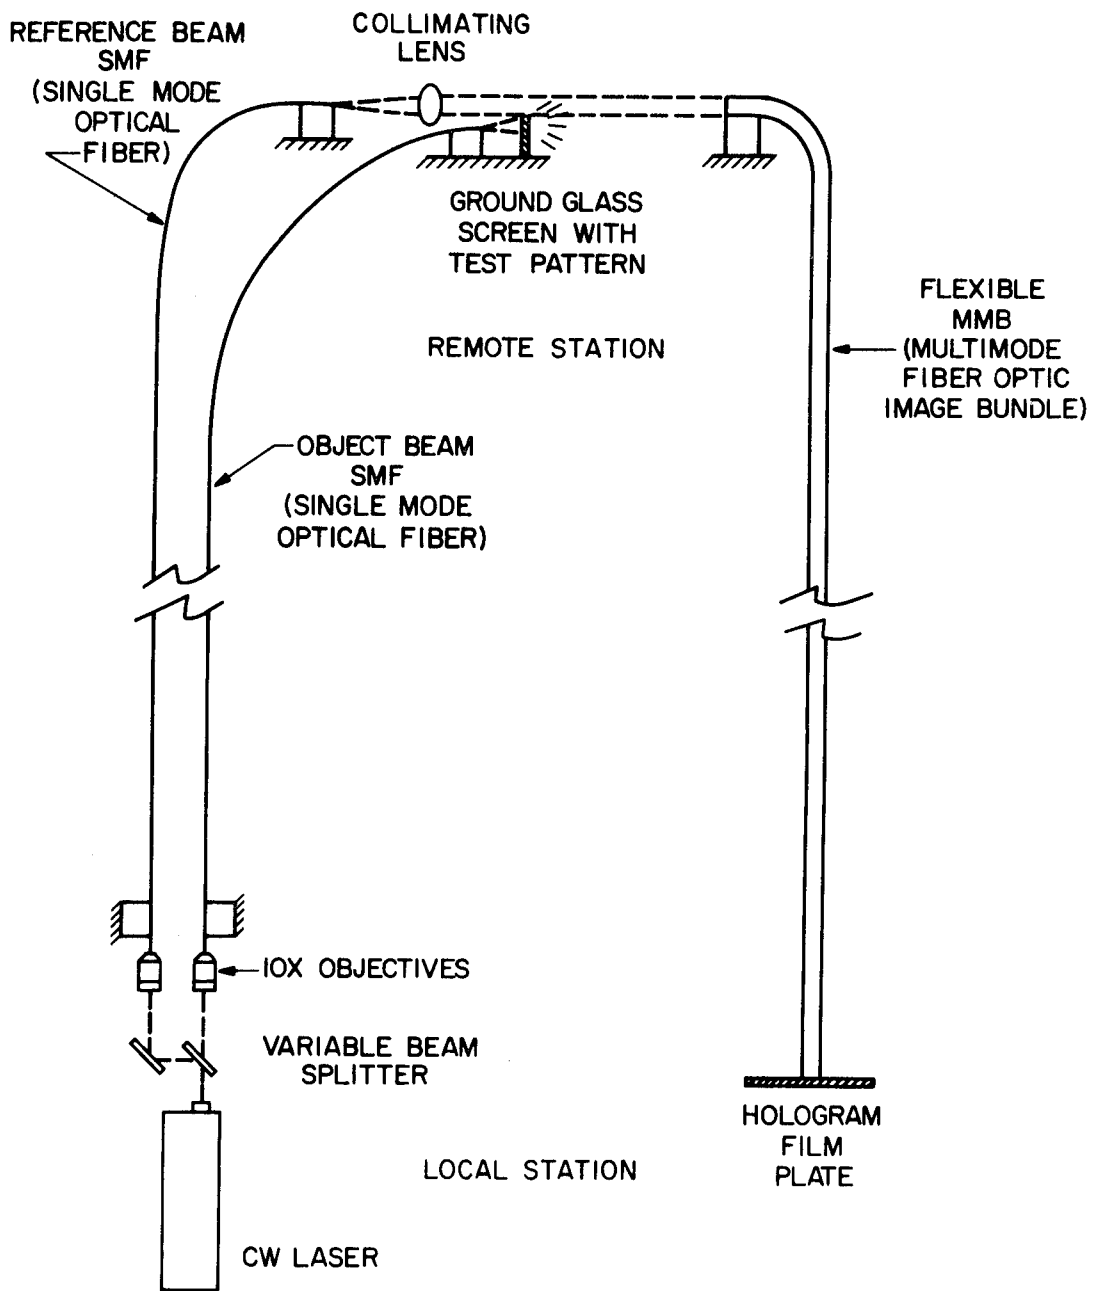 REFERENCE BEAM
SMF
(SINGLE MODE
OPTICAL
FIBER)
COLLIMATING
LENS
GROUND GLASS
SCREEN WITH
TEST PATTERN
REMOTE STATION
FLEXIBLE
MMB
(MULTIMODE
FIBER OPTIC
IMAGE BUNDLE)
OBJECT BEAM
SMF
(SINGLE MODE
OPTICAL FIBER)
10X OBJECTIVES
VARIABLE BEAM
SPLITTER
HOLOGRAM
FILM
PLATE
LOCAL STATION
CW LASER